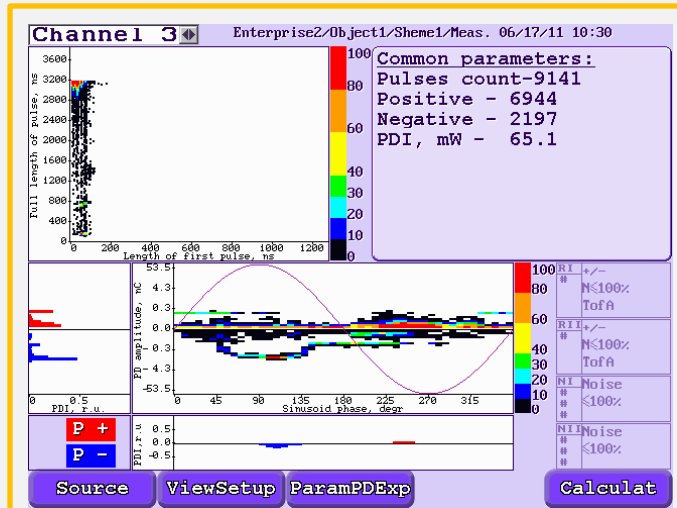 Channel 3
Enterprise2/Object1/Sheme1/Meas. 06/17/11 10:30
Full length of pulse, ns
3600
3200
2800
2400
2000
1600
1200
800
400
0
0 200 400 600 800 1000 1200
Length of first pulse, ns
100
80
60
40
30
20
10
0
Common parameters:
Pulses count-9141
Positive - 6944
Negative - 2197
PDI, mW - 65.1
0 0.5
PDI, r.u.
PD amplitude, nC
53.5
4.3
0.3
0.0
0.3
-4.3
-53.5
0 45 90 135 180 225 270 315
Sinusoid phase, degr
100
80
60
40
30
20
10
0
RI +/-
# N≤100%
TofA
RII +/-
# N≤100%
TofA
NI Noise
# ≤100%
#
NII Noise
# ≤100%
#
P +
P -
PDI,r.u
0.5
0.0
-0.5
Source
ViewSetup
ParamPDExp
Calculat